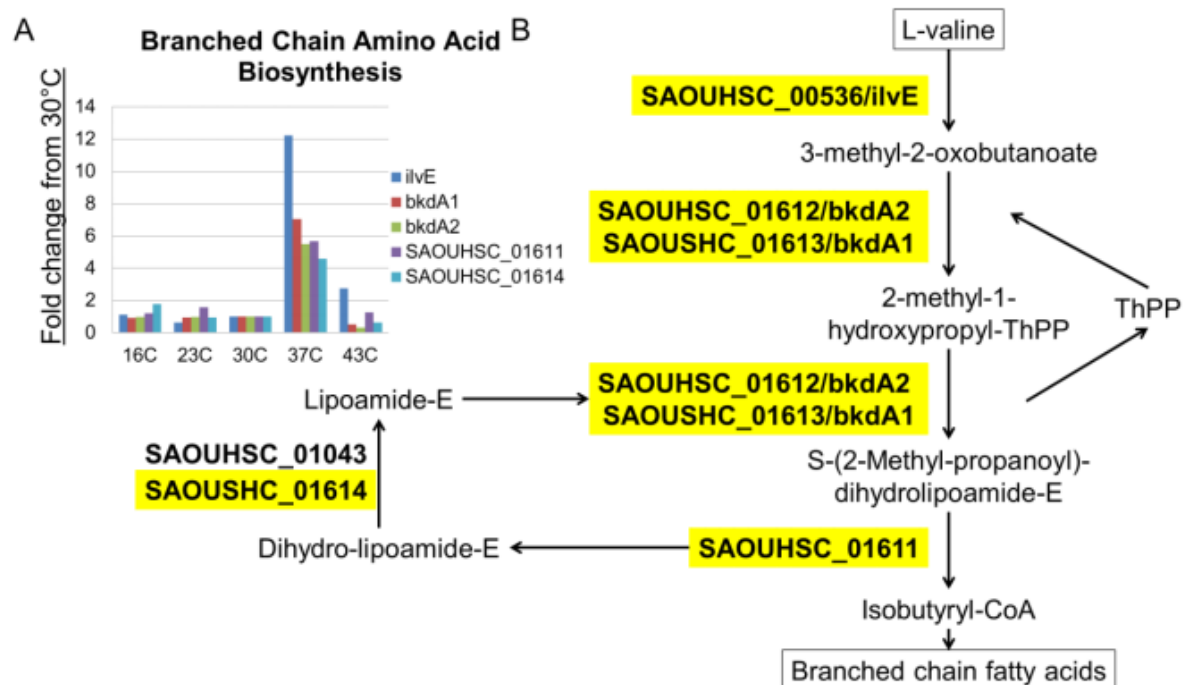 A
Branched Chain Amino Acid
Biosynthesis
Fold change from 30°C
14
12
10
8
6
4
2
0
16C 23C 30C 37C 43C
ilvE
bkdA1
bkdA2
SAOUHSC_01611
SAOUHSC_01614
B
L-valine
SAOUHSC_00536/ilvE
3-methyl-2-oxobutanoate
SAOUHSC_01612/bkdA2
SAOUSHC_01613/bkdA1
2-methyl-1-
hydroxypropyl-ThPP
ThPP
Lipoamide-E
SAOUHSC_01612/bkdA2
SAOUSHC_01613/bkdA1
SAOUHSC_01043
SAOUSHC_01614
S-(2-Methyl-propanoyl)-
dihydrolipoamide-E
Dihydro-lipoamide-E
SAOUHSC_01611
Isobutyryl-CoA
Branched chain fatty acids